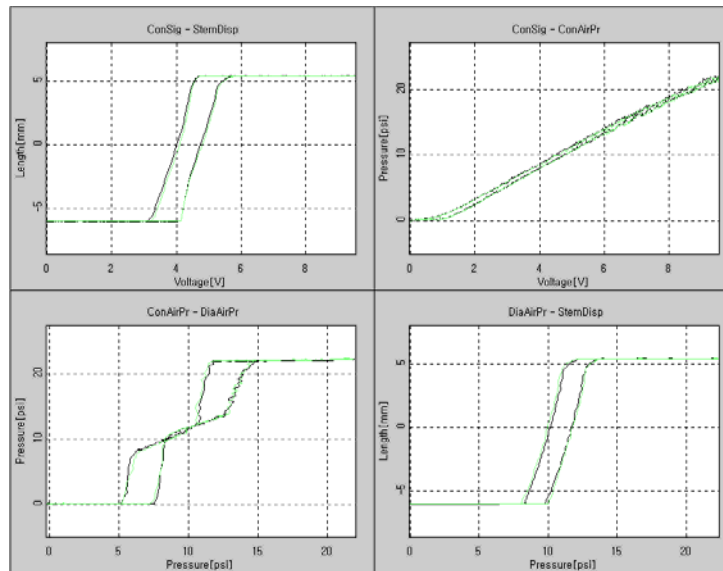 ConSig - StemDisp
Length[mm]
5
0
-5
0 2 4 6 8
Voltage[V]
ConSig - ConAirPr
Pressure[psi]
20
10
0
0 2 4 6 8
Voltage[V]
ConAirPr - DiaAirPr
Pressure[psi]
20
10
0
0 5 10 15 20
Pressure[psi]
DiaAirPr - StemDisp
Length[mm]
5
0
-5
0 5 10 15 20
Pressure[psi]